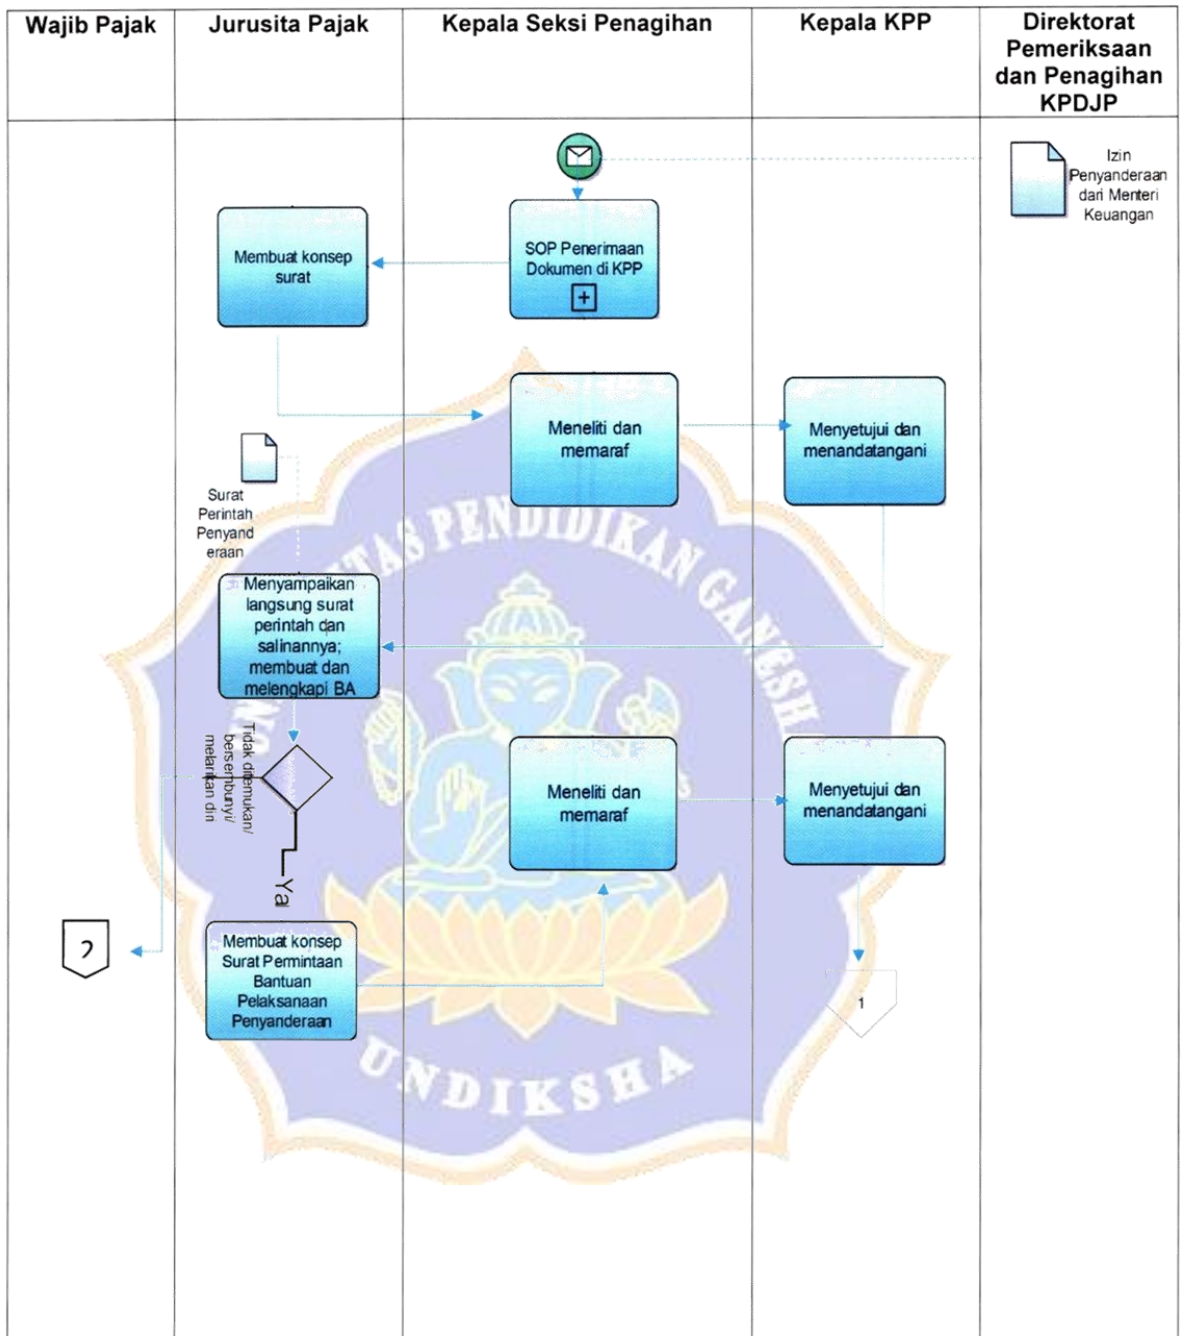 Wajib Pajak
Jurusita Pajak
Kepala Seksi Penagihan
Kepala KPP
Direktorat
Pemeriksaan
dan Penagihan
KPDJP
Izin
Penyanderaan
dari Menteri
Keuangan
SOP Penerimaan
Dokumen di KPP
Membuat konsep
surat
Meneliti dan
memaraf
Menyetujui dan
menandatangani
Surat
Perintah
Penyand
eraan
Menyampaikan
langsung surat
perintah dan
salinannya;
membuat dan
melengkapi BA
Tidak ditemukan/
bersembunyi/
melarikan diri
Ya
Membuat konsep
Surat Permintaan
Bantuan
Pelaksanaan
Penyanderaan
Meneliti dan
memaraf
Menyetujui dan
menandatangani
1
2
UNDIKSHA
PENDIDIKAN GANESHA